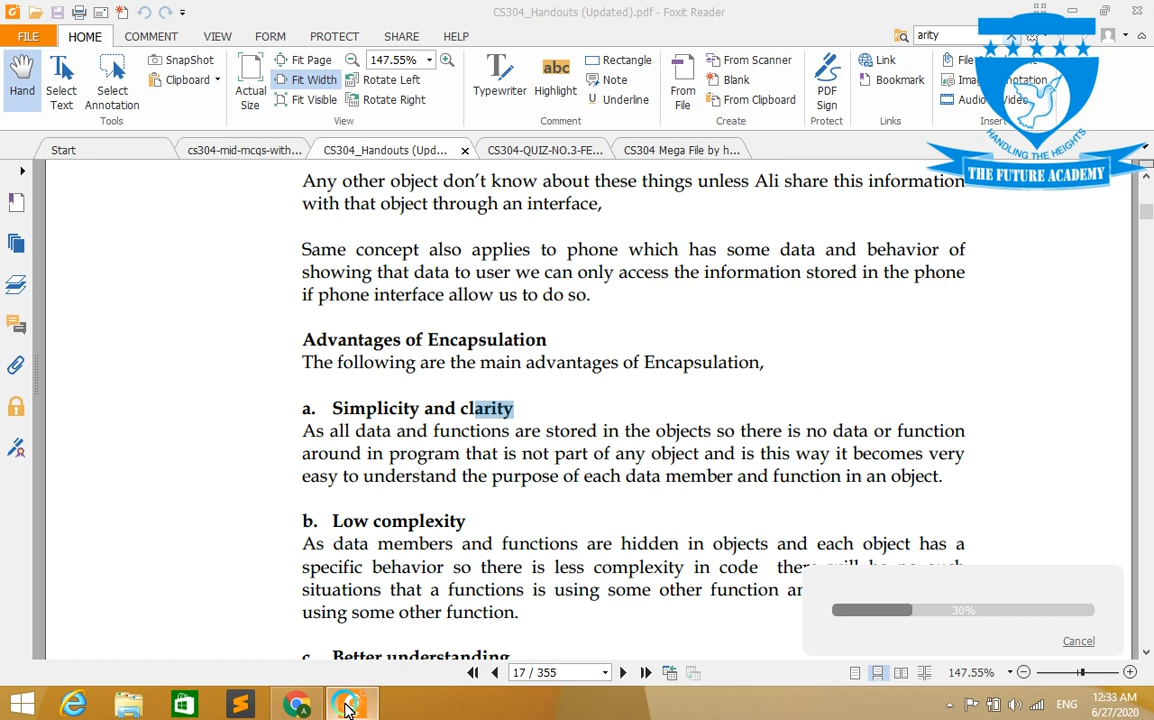 CS304_Handouts (Updated).pdf - Foxit Reader
FILE HOME COMMENT VIEW FORM PROTECT SHARE HELP arity
Hand
Select Text
SnapShot
Clipboard
Select Annotation
Tools
Actual Size
Fit Page
Fit Width
Fit Visible
147.55%
Rotate Left
Rotate Right
View
Typewriter
abc
Highlight
Rectangle
Note
Underline
Comment
From File
From Scanner
Blank
From Clipboard
Create
PDF Sign
Protect
Link
Bookmark
Links
HANDLING THE HEIGHTS
THE FUTURE ACADEMY
Start cs304-mid-mcqs-with... CS304_Handouts (Upd... CS304-QUIZ-NO.3-FE... CS304 Mega File by h...
Any other object don't know about these things unless Ali share this information
with that object through an interface,
Same concept also applies to phone which has some data and behavior of
showing that data to user we can only access the information stored in the phone
if phone interface allow us to do so.
Advantages of Encapsulation
The following are the main advantages of Encapsulation,
a. Simplicity and clarity
As all data and functions are stored in the objects so there is no data or function
around in program that is not part of any object and is this way it becomes very
easy to understand the purpose of each data member and function in an object.
b. Low complexity
As data members and functions are hidden in objects and each object has a
specific behavior so there is less complexity in code
situations that a functions is using some other function
using some other function.
c. Better understanding
30%
Cancel
17 / 355
147.55%
ENG
12:33 AM
6/27/2020